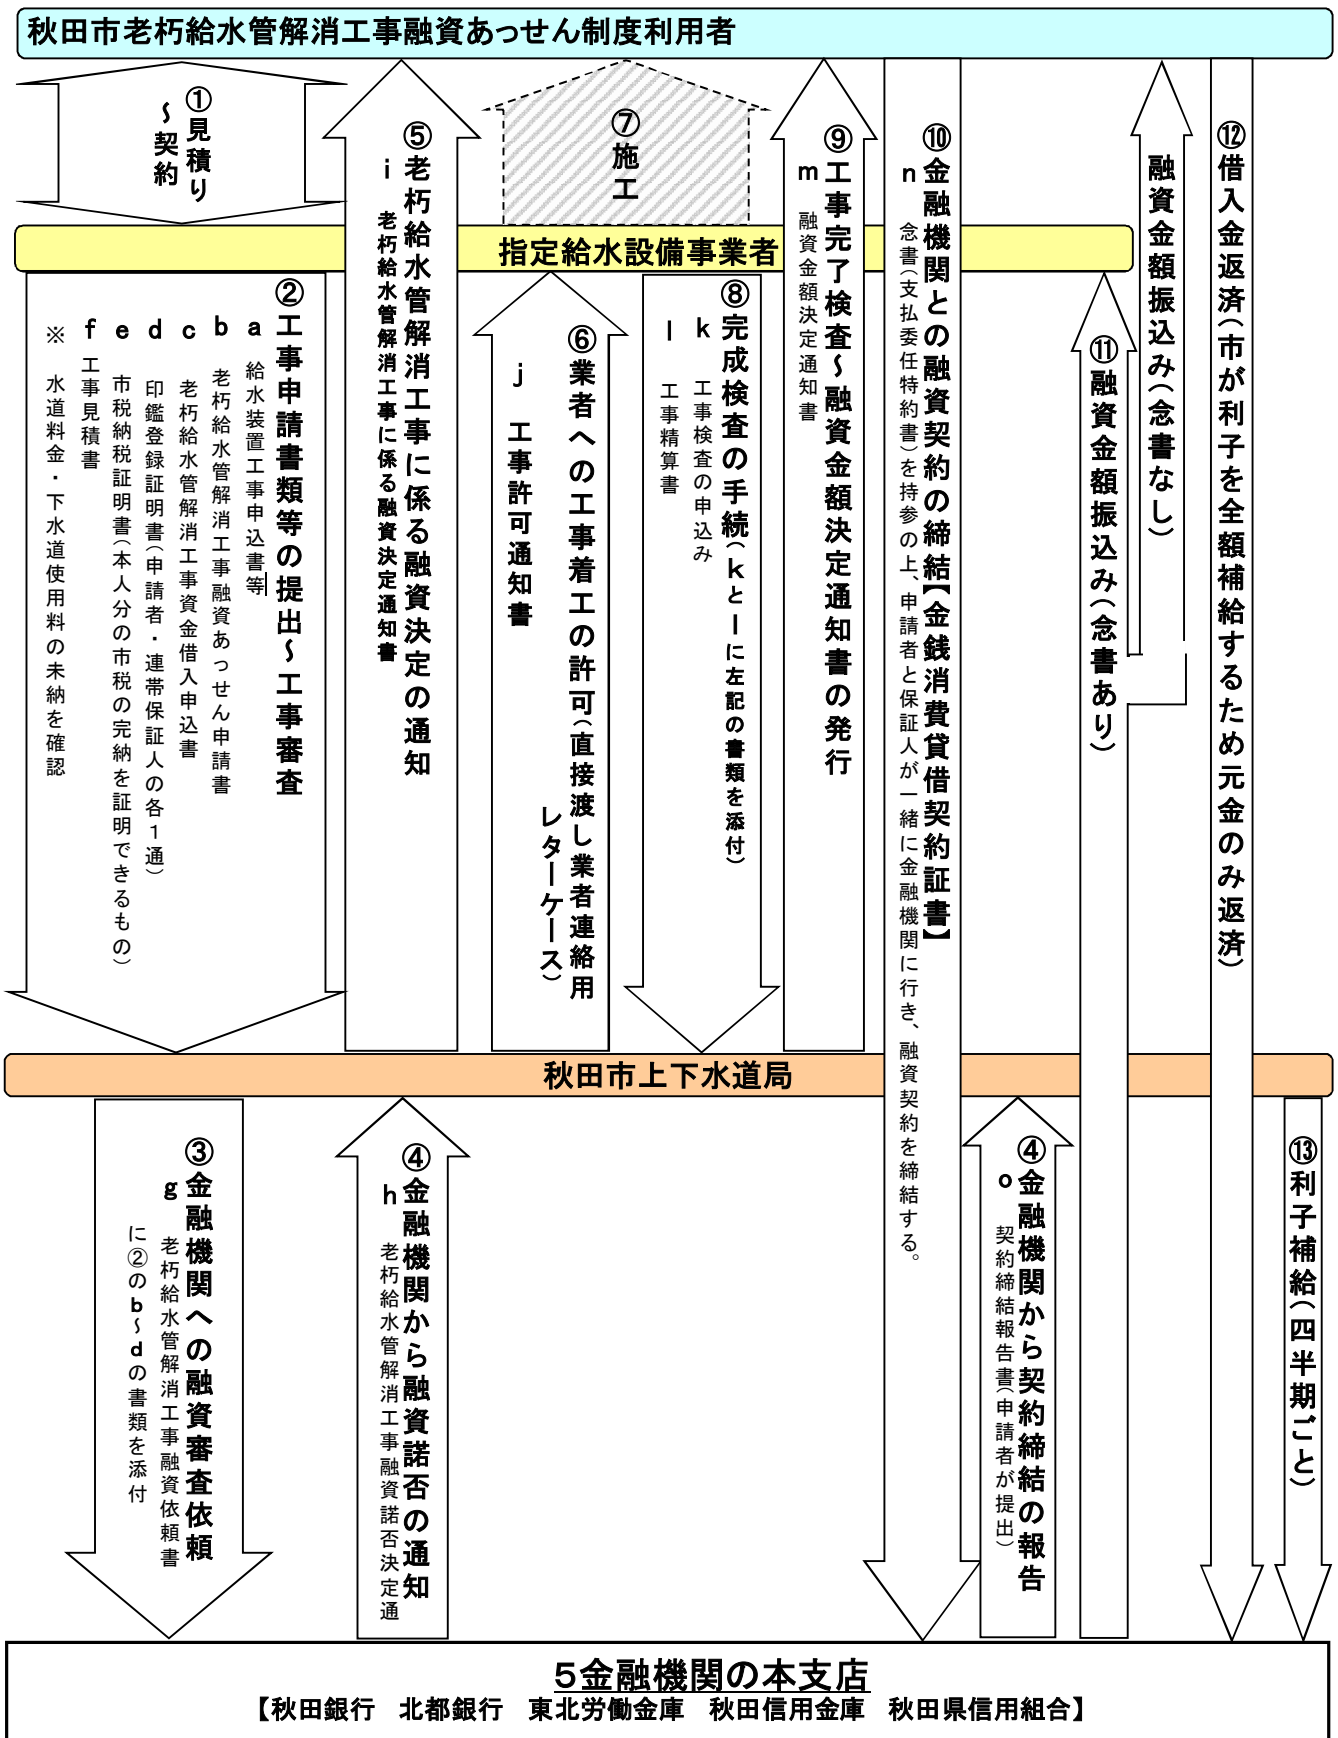 秋田市老朽給水管解消工事融資あっせん制度利用者
①見積り
～契約
⑤老朽給水管解消工事に係る融資決定の通知
i 老朽給水管解消工事に係る融資決定通知書
⑦施工
⑨工事完了検査～融資金額決定通知書の発行
m 融資金額決定通知書
⑩金融機関との融資契約の締結【金銭消費貸借契約証書】
n 念書（支払委任特約書）を持参の上、申請者と保証人が一緒に金融機関に行き、融資契約を締結する。
融資金額振込み（念書なし）
⑫借入金返済（市が利子を全額補給するため元金のみ返済）
指定給水設備事業者
②工事申請書類等の提出～工事審査
a 給水装置工事申込書等
b 老朽給水管解消工事融資あっせん申請書
c 老朽給水管解消工事資金借入申込書
d 印鑑登録証明書（申請者・連帯保証人の各１通）
e 市税納税証明書（本人分の市税の完納を証明できるもの）
f 工事見積書
※ 水道料金・下水道使用料の未納を確認
⑥業者への工事着工の許可（直接渡し業者連絡用
レターケース）
j 工事許可通知書
⑧完成検査の手続（ｋとｌに左記の書類を添付）
k 工事検査の申込み
l 工事精算書
⑪融資金額振込み（念書あり）
秋田市上下水道局
③金融機関への融資審査依頼
g 老朽給水管解消工事融資依頼書
に②のb～dの書類を添付
④金融機関から融資諾否の通知
h 老朽給水管解消工事融資諾否決定通
④金融機関から契約締結の報告
o 契約締結報告書（申請者が提出）
⑬利子補給（四半期ごと）
５金融機関の本支店
【秋田銀行　北都銀行　東北労働金庫　秋田信用金庫　秋田県信用組合】